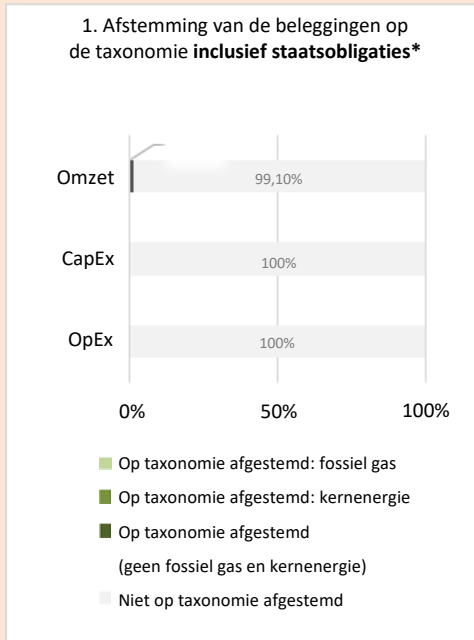 1. Afstemming van de beleggingen op
de taxonomie inclusief staatsobligaties*
Omzet
99,10%
CapEx
100%
OpEx
100%
0% 50% 100%
Op taxonomie afgestemd: fossiel gas
Op taxonomie afgestemd: kernenergie
Op taxonomie afgestemd
(geen fossiel gas en kernenergie)
Niet op taxonomie afgestemd